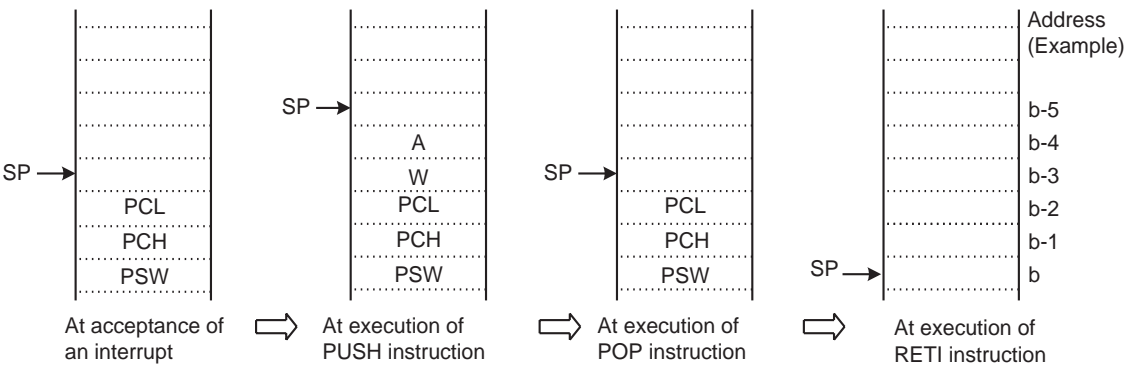 Address
(Example)
SP
b-5
A
b-4
SP
W
SP
b-3
PCL
PCL
PCL
b-2
PCH
PCH
PCH
b-1
PSW
PSW
PSW
SP
b
At acceptance of
an interrupt
At execution of
PUSH instruction
At execution of
POP instruction
At execution of
RETI instruction